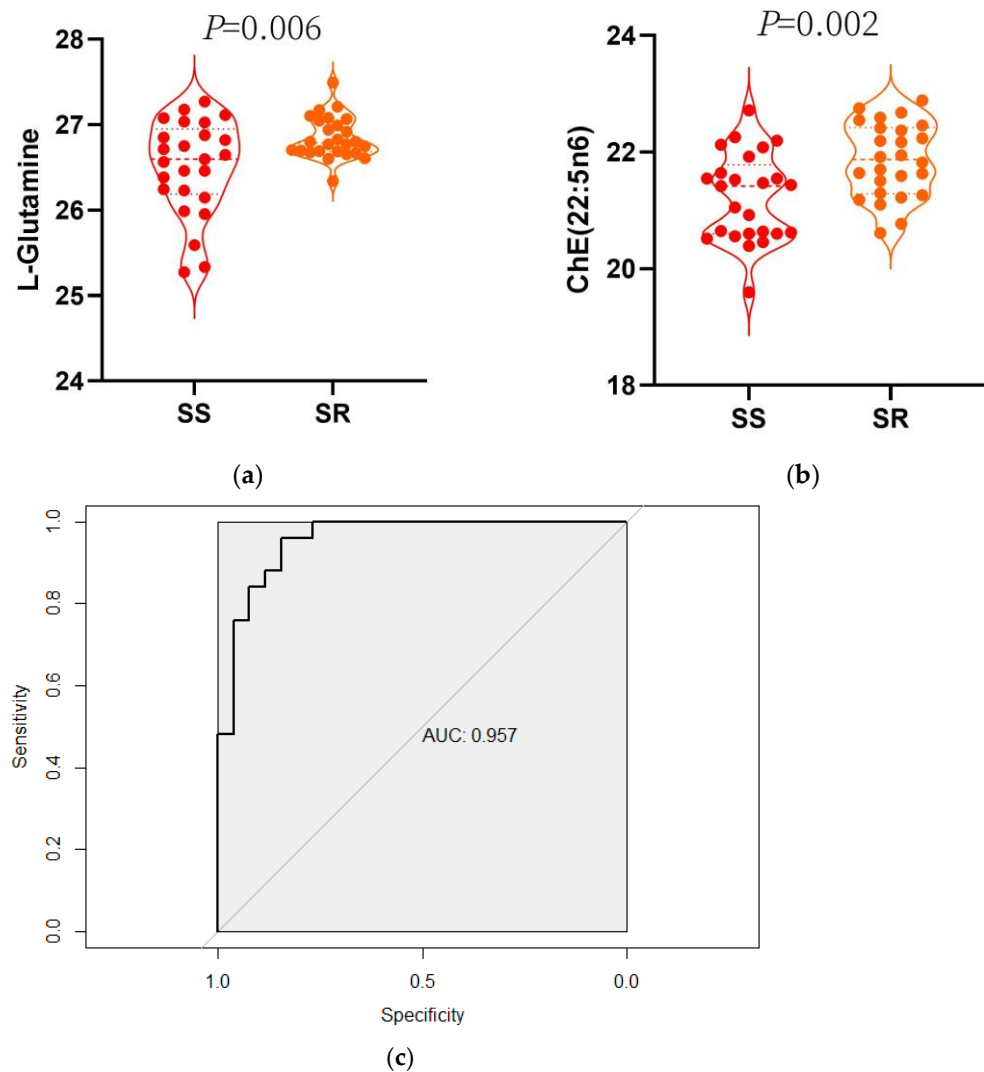 P=0.006
28
27
26
25
24
L-Glutamine
SS
SR
(a)
P=0.002
24
22
20
18
ChE(22:5n6)
SS
SR
(b)
1.0
0.8
0.6
0.4
0.2
0.0
Sensitivity
AUC: 0.957
1.0
0.5
0.0
Specificity
(c)